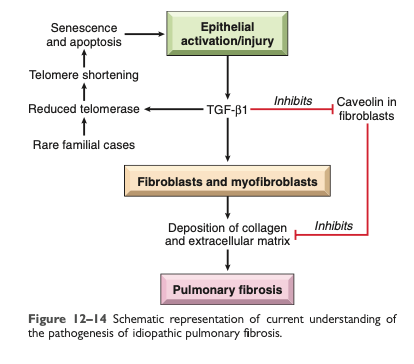 Senescence
and apoptosis
Epithelial
activation/injury
Telomere shortening
Reduced telomerase
TGF-β1
Inhibits
Caveolin in
fibroblasts
Rare familial cases
Fibroblasts and myofibroblasts
Deposition of collagen
and extracellular matrix
Inhibits
Pulmonary fibrosis
Figure 12–14 Schematic representation of current understanding of
the pathogenesis of idiopathic pulmonary fibrosis.